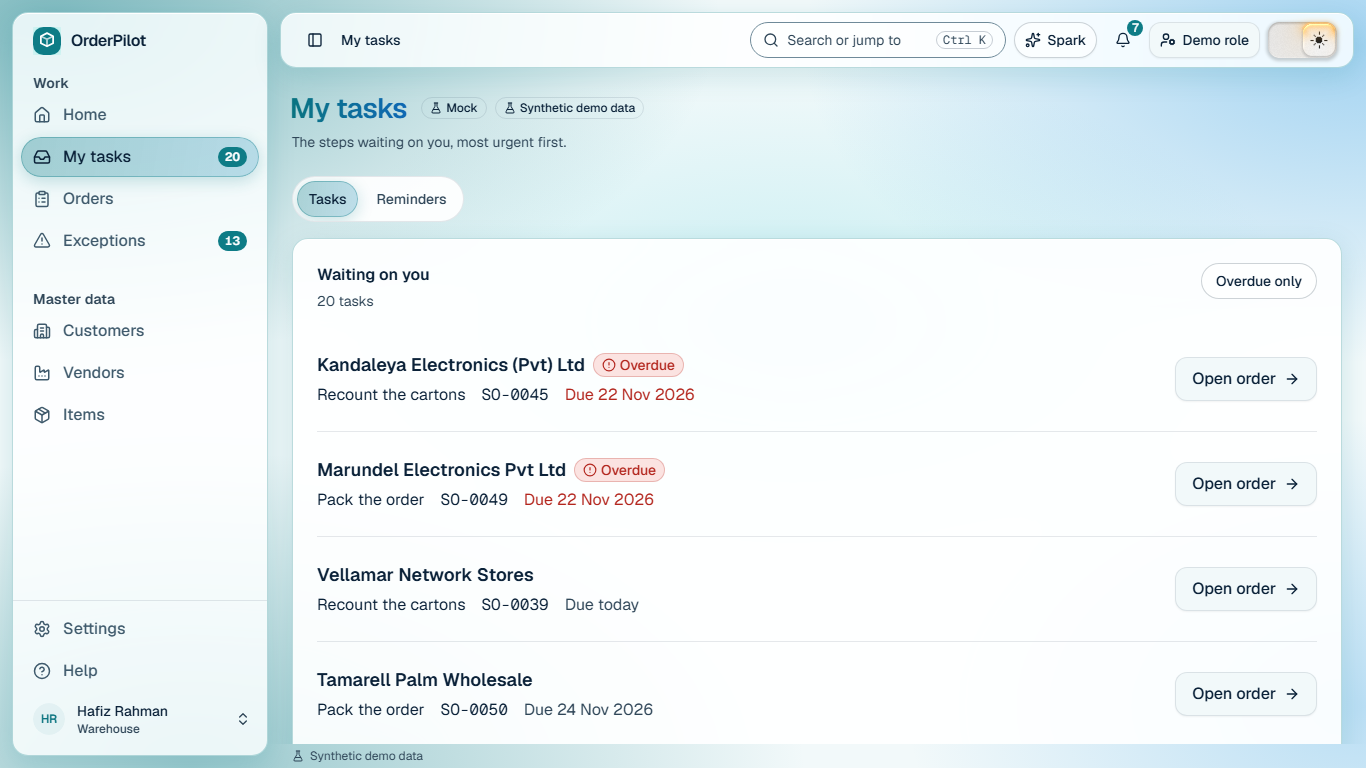 OrderPilot
Work
Home
My tasks 20
Orders
Exceptions 13
Master data
Customers
Vendors
Items
Settings
Help
HR Hafiz Rahman
Warehouse
My tasks
Search or jump to Ctrl K
Spark
7
Demo role
My tasks Mock Synthetic demo data
The steps waiting on you, most urgent first.
Tasks Reminders
Waiting on you
20 tasks
Overdue only
Kandaleya Electronics (Pvt) Ltd Overdue
Recount the cartons SO-0045 Due 22 Nov 2026
Open order
Marundel Electronics Pvt Ltd Overdue
Pack the order SO-0049 Due 22 Nov 2026
Open order
Vellamar Network Stores
Recount the cartons SO-0039 Due today
Open order
Tamarell Palm Wholesale
Pack the order SO-0050 Due 24 Nov 2026
Open order
Synthetic demo data